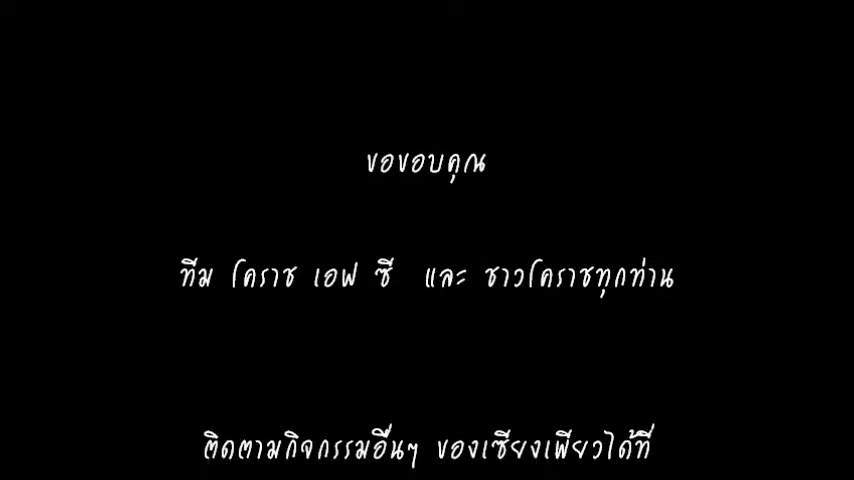 ขอขอบคุณ
ทีม โคราช เอฟ ซี และ ชาวโคราชทุกท่าน
ติดตามกิจกรรมอื่นๆ ของเซียงเพียวได้ที่